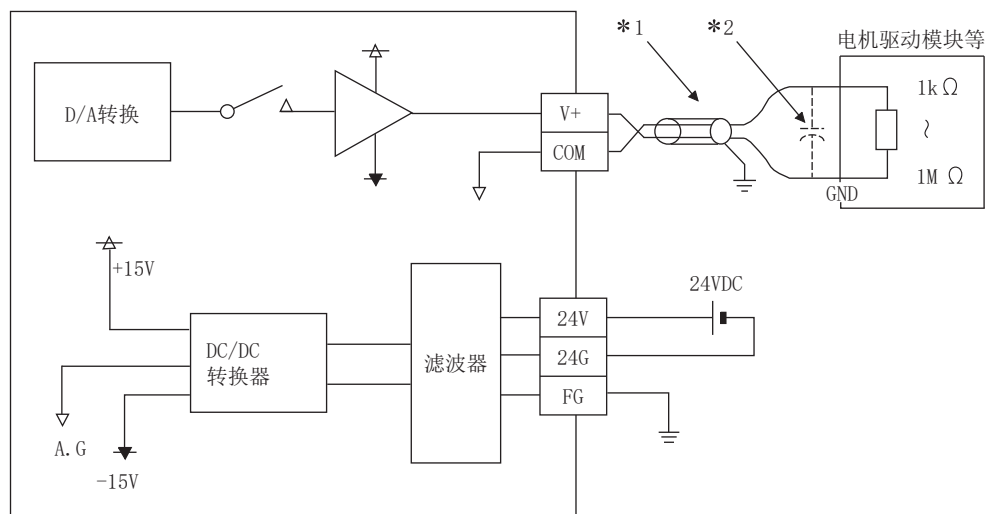 *1
*2
电机驱动模块等
D/A转换
V+
COM
1kΩ
~
1M Ω
GND
+15V
24VDC
DC/DC
转换器
滤波器
24V
24G
FG
A.G
-15V